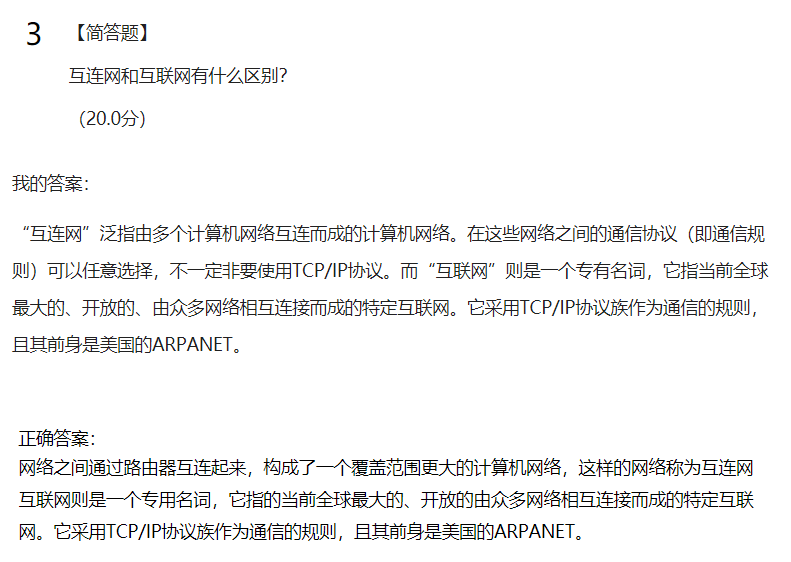 3 【简答题】
互连网和互联网有什么区别?
(20.0分)
我的答案:
“互连网”泛指由多个计算机网络互连而成的计算机网络。在这些网络之间的通信协议（即通信规
则）可以任意选择，不一定非要使用TCP/IP协议。而“互联网”则是一个专有名词，它指当前全球
最大的、开放的、由众多网络相互连接而成的特定互联网。它采用TCP/IP协议族作为通信的规则，
且其前身是美国的ARPANET。
正确答案:
网络之间通过路由器互连起来，构成了一个覆盖范围更大的计算机网络，这样的网络称为互连网
互联网则是一个专用名词，它指的当前全球最大的、开放的由众多网络相互连接而成的特定互联
网。它采用TCP/IP协议族作为通信的规则，且其前身是美国的ARPANET。